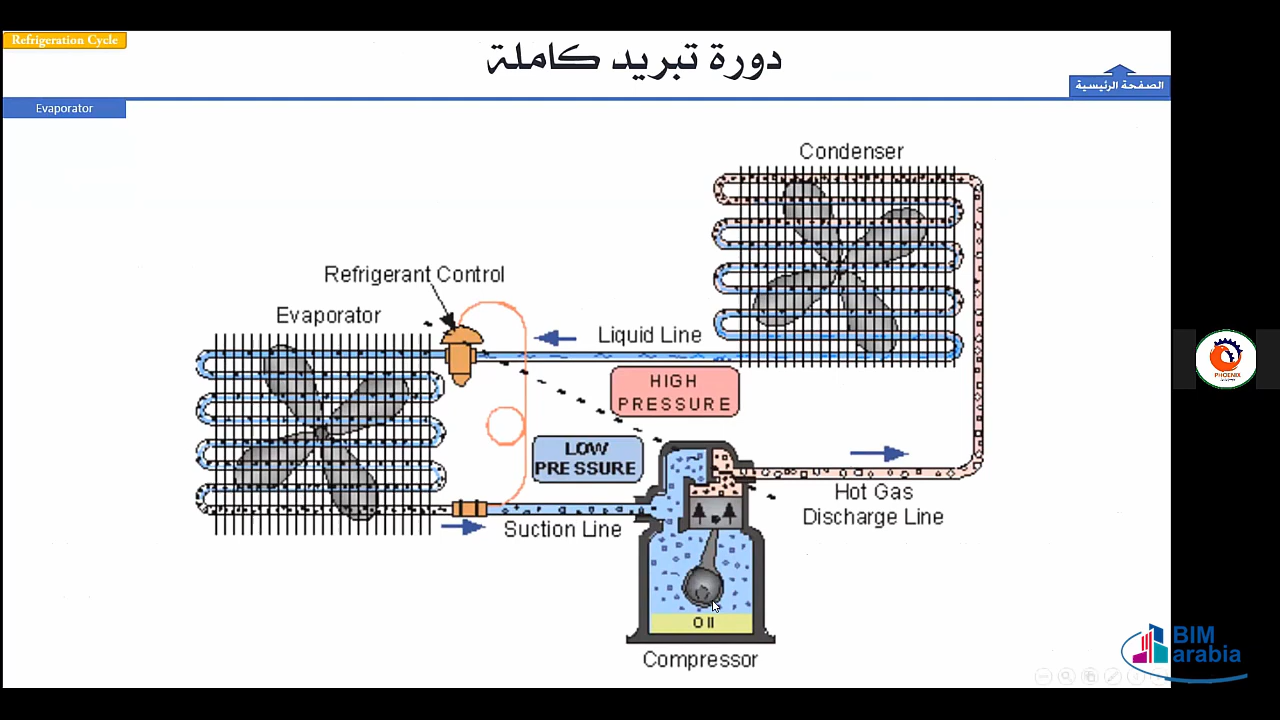 Refrigeration Cycle
دورة تبريد كاملة
الصفحة الرئيسية
Evaporator
Condenser
Refrigerant Control
Evaporator
Liquid Line
HIGH
PRESSURE
LOW
PRESSURE
Hot Gas
Discharge Line
Suction Line
OIl
Compressor
PHOENIX
BIM
arabia